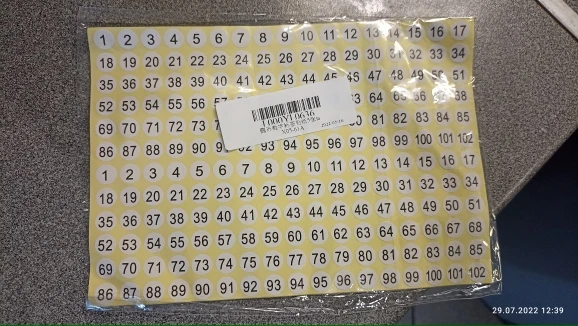 1 2 3 4 5 6 7 8 9 10 11 12 13 14 15 16 17
18 19 20 21 22 23 24 25 26 27 28 29 30 31 32 33 34
35 36 37 38 39 40 41 42 43 44 45 46 47 48 49 50 51
52 53 54 55 56 64 65 66 67 68
69 70 71 72 73 81 82 83 84 85
86 87 88 89 90 91 92 93 94 95 96 97 98 99 100 101 102
X0551A
1 2 3 4 5 6 7 8 9 10 11 12 13 14 15 16 17
18 19 20 21 22 23 24 25 26 27 28 29 30 31 32 33 34
35 36 37 38 39 40 41 42 43 44 45 46 47 48 49 50 51
52 53 54 55 56 57 58 59 60 61 62 63 64 65 66 67 68
69 70 71 72 73 74 75 76 77 78 79 80 81 82 83 84 85
86 87 88 89 90 91 92 93 94 95 96 97 98 99 100 101 102
29.07.2022 12:39